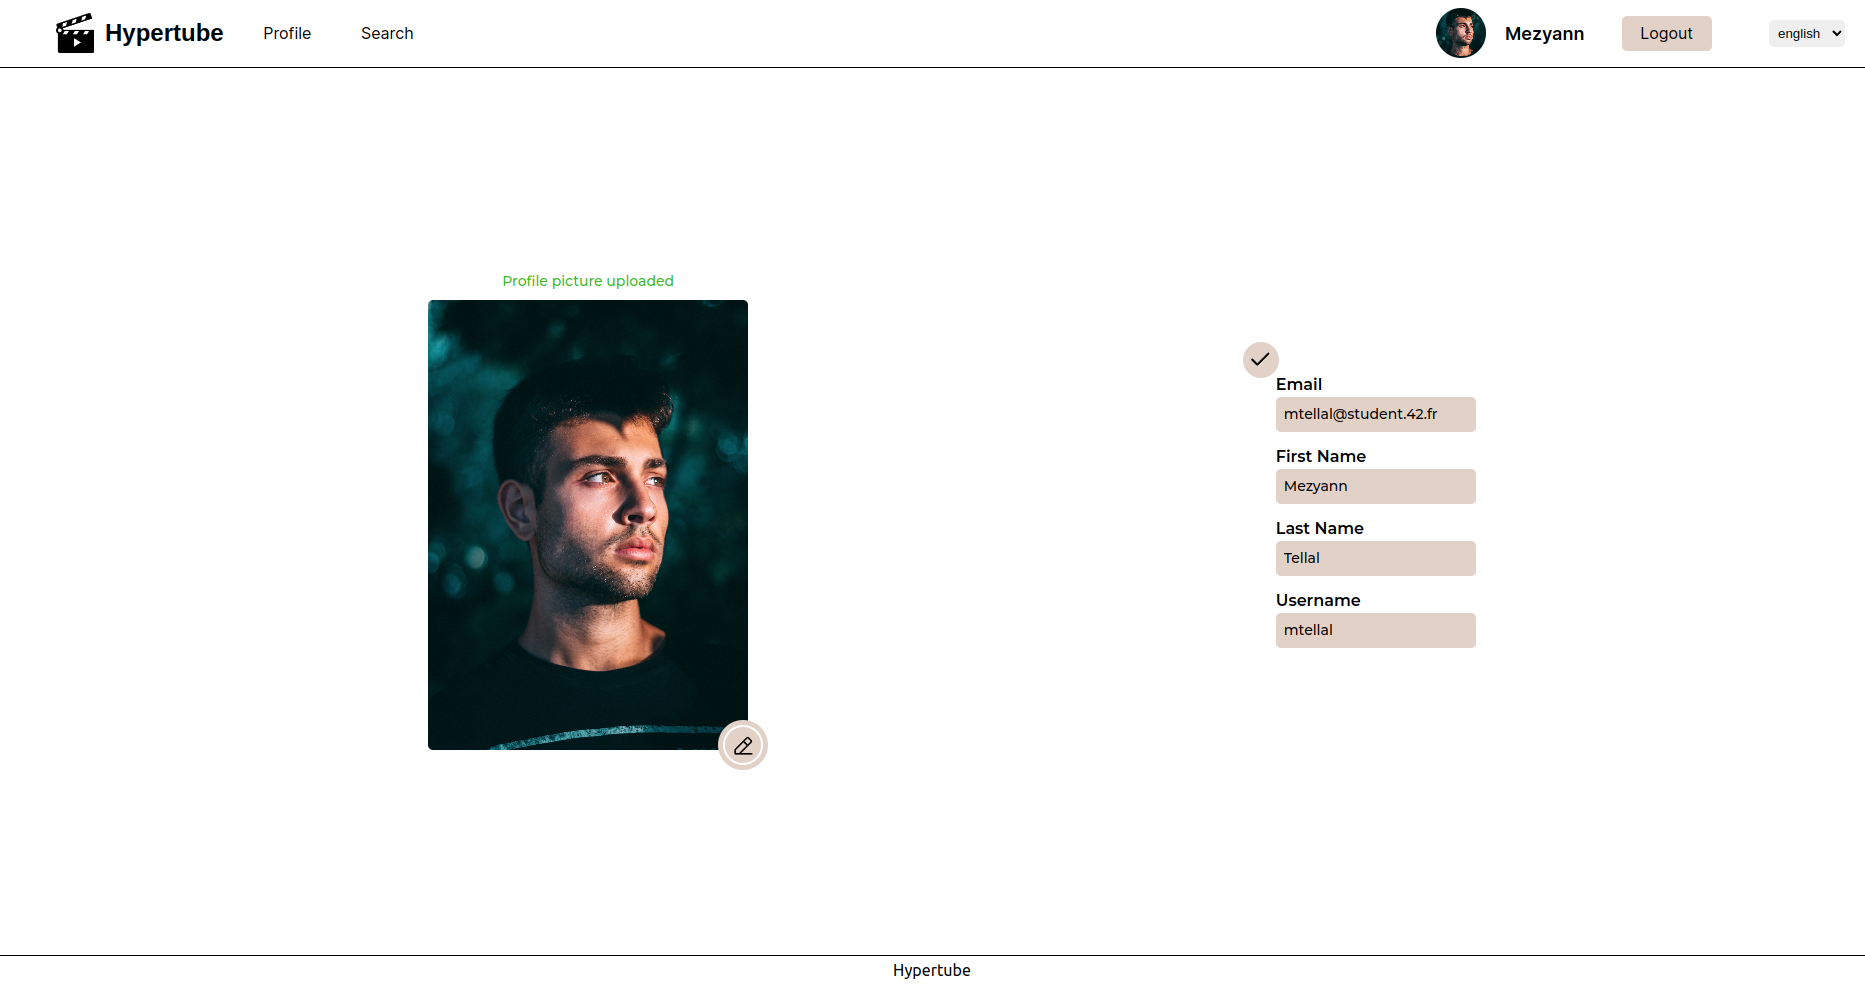 Hypertube
Profile
Search
Mezyann
Logout
english
Profile picture uploaded
Email
mtellal@student.42.fr
First Name
Mezyann
Last Name
Tellal
Username
mtellal
Hypertube